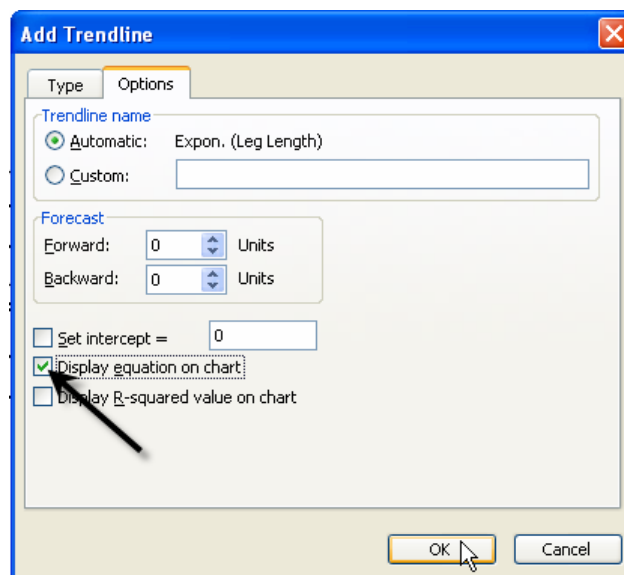 Add Trendline
Type Options
Trendline name
Automatic: Expon. (Leg Length)
Custom:
Forecast
Forward: 0 Units
Backward: 0 Units
Set intercept = 0
Display equation on chart
Display R-squared value on chart
OK Cancel